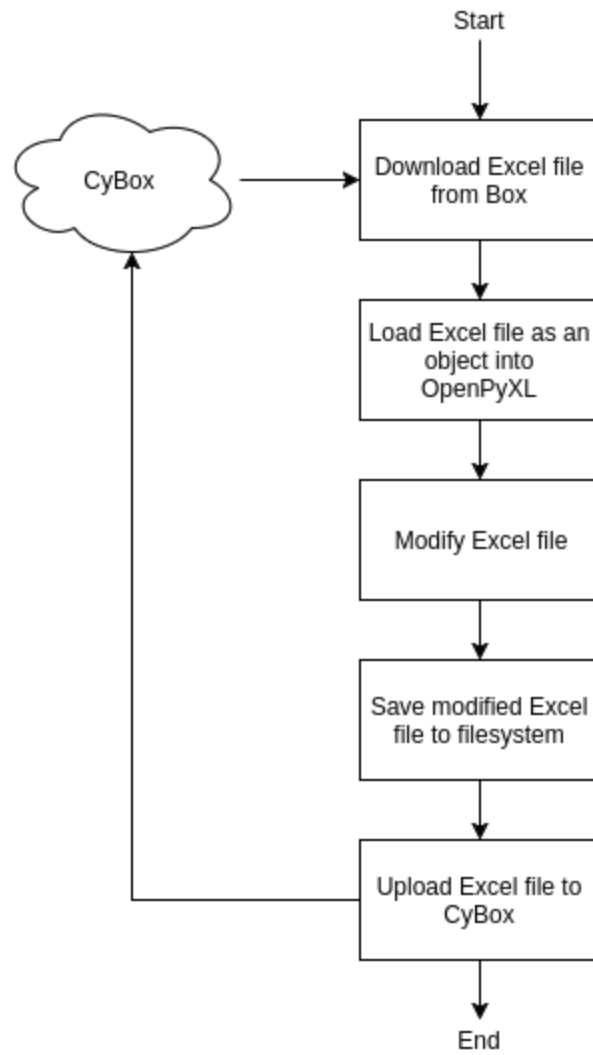 Start
CyBox
Download Excel file
from Box
Load Excel file as an
object into
OpenPyXL
Modify Excel file
Save modified Excel
file to filesystem
Upload Excel file to
CyBox
End